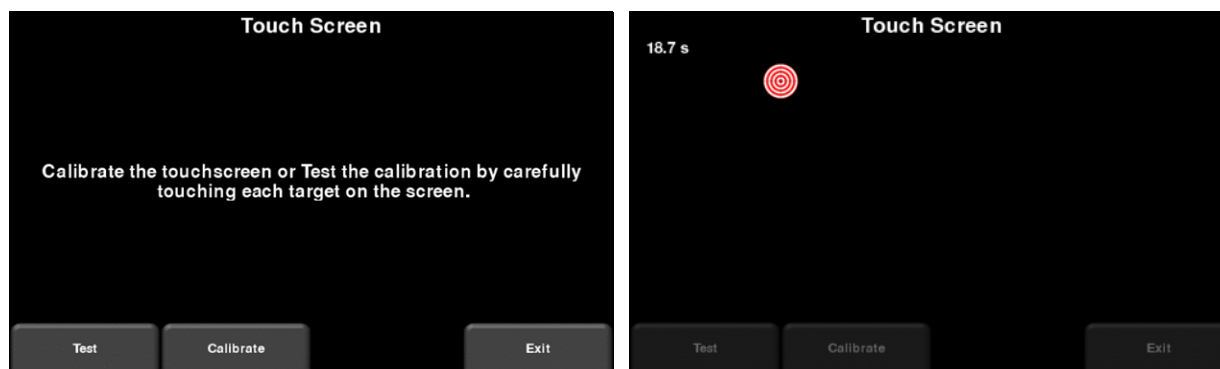 Touch Screen
Calibrate the touchscreen or Test the calibration by carefully
touching each target on the screen.
Test
Calibrate
Exit
Touch Screen
18.7 s
Test
Calibrate
Exit